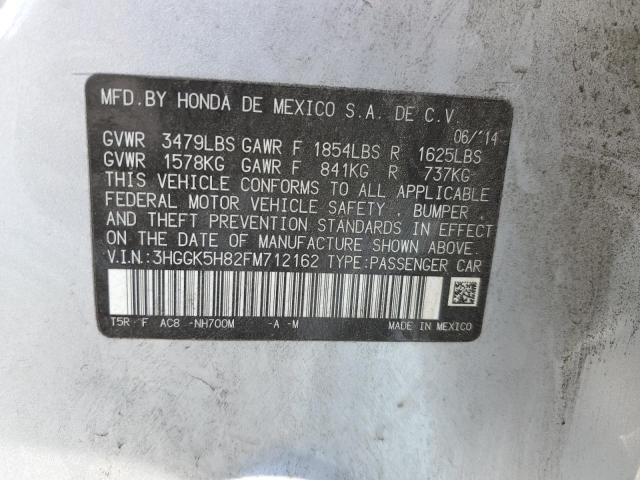 MFD.BY HONDA DE MEXICO S.A. DE C.V.
06/'14
GVWR 3479LBS GAWR F 1854LBS R 1625LBS
GVWR 1578KG GAWR F 841KG R 737KG
THIS VEHICLE CONFORMS TO ALL APPLICABLE
FEDERAL MOTOR VEHICLE SAFETY , BUMPER ,
AND THEFT PREVENTION STANDARDS IN EFFECT
ON THE DATE OF MANUFACTURE SHOWN ABOVE.
V.I.N.:3HGGK5H82FM712162 TYPE:PASSENGER CAR
T5R -F AC8 -NH700M -A -M MADE IN MEXICO